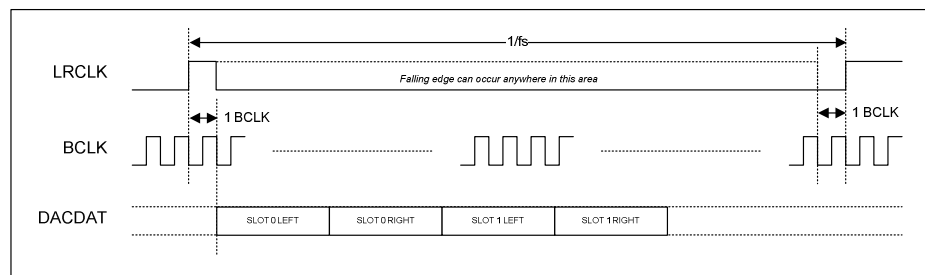 1/fs
LRCLK
Falling edge can occur anywhere in this area
1 BCLK
1 BCLK
BCLK
DACDAT
SLOT 0 LEFT
SLOT 0 RIGHT
SLOT 1 LEFT
SLOT 1 RIGHT